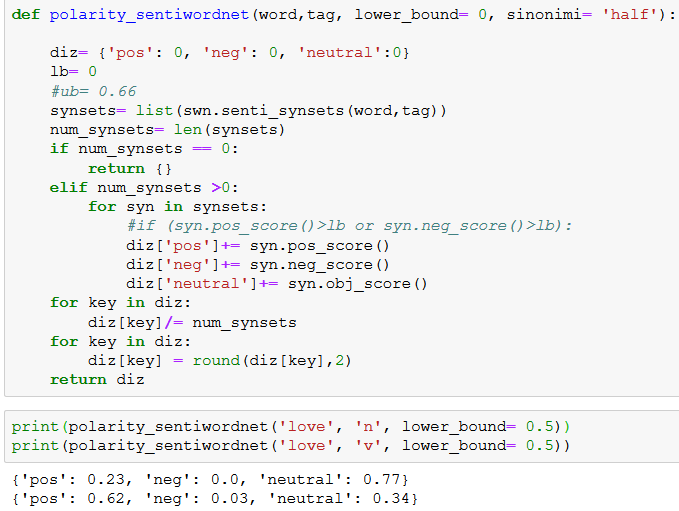 def polarity_sentiwordnet(word,tag, lower_bound= 0, sinonimi= 'half'):
diz= {'pos': 0, 'neg': 0, 'neutral':0}
lb= 0
#ub= 0.66
synsets= list(swn.senti_synsets(word,tag))
num_synsets= len(synsets)
if num_synsets == 0:
return {}
elif num_synsets >0:
for syn in synsets:
#if (syn.pos_score()>lb or syn.neg_score()>lb):
diz['pos']+= syn.pos_score()
diz['neg']+= syn.neg_score()
diz['neutral']+= syn.obj_score()
for key in diz:
diz[key]/= num_synsets
for key in diz:
diz[key] = round(diz[key],2)
return diz
print(polarity_sentiwordnet('love', 'n', lower_bound= 0.5))
print(polarity_sentiwordnet('love', 'v', lower_bound= 0.5))
{'pos': 0.23, 'neg': 0.0, 'neutral': 0.77}
{'pos': 0.62, 'neg': 0.03, 'neutral': 0.34}